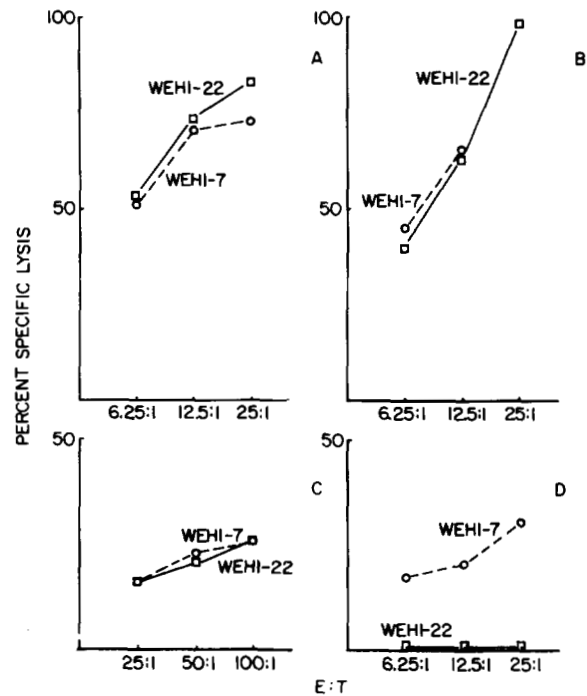 PERCENT SPECIFIC LYSIS
100
50
WEHI-22
WEHI-7
A
6.25:1 12.5:1 25:1
100
50
WEHI-22
WEHI-7
B
6.25:1 12.5:1 25:1
50
WEHI-7
WEHI-22
C
25:1 50:1 100:1
50
WEHI-7
WEHI-22
D
6.25:1 12.5:1 25:1
E:T